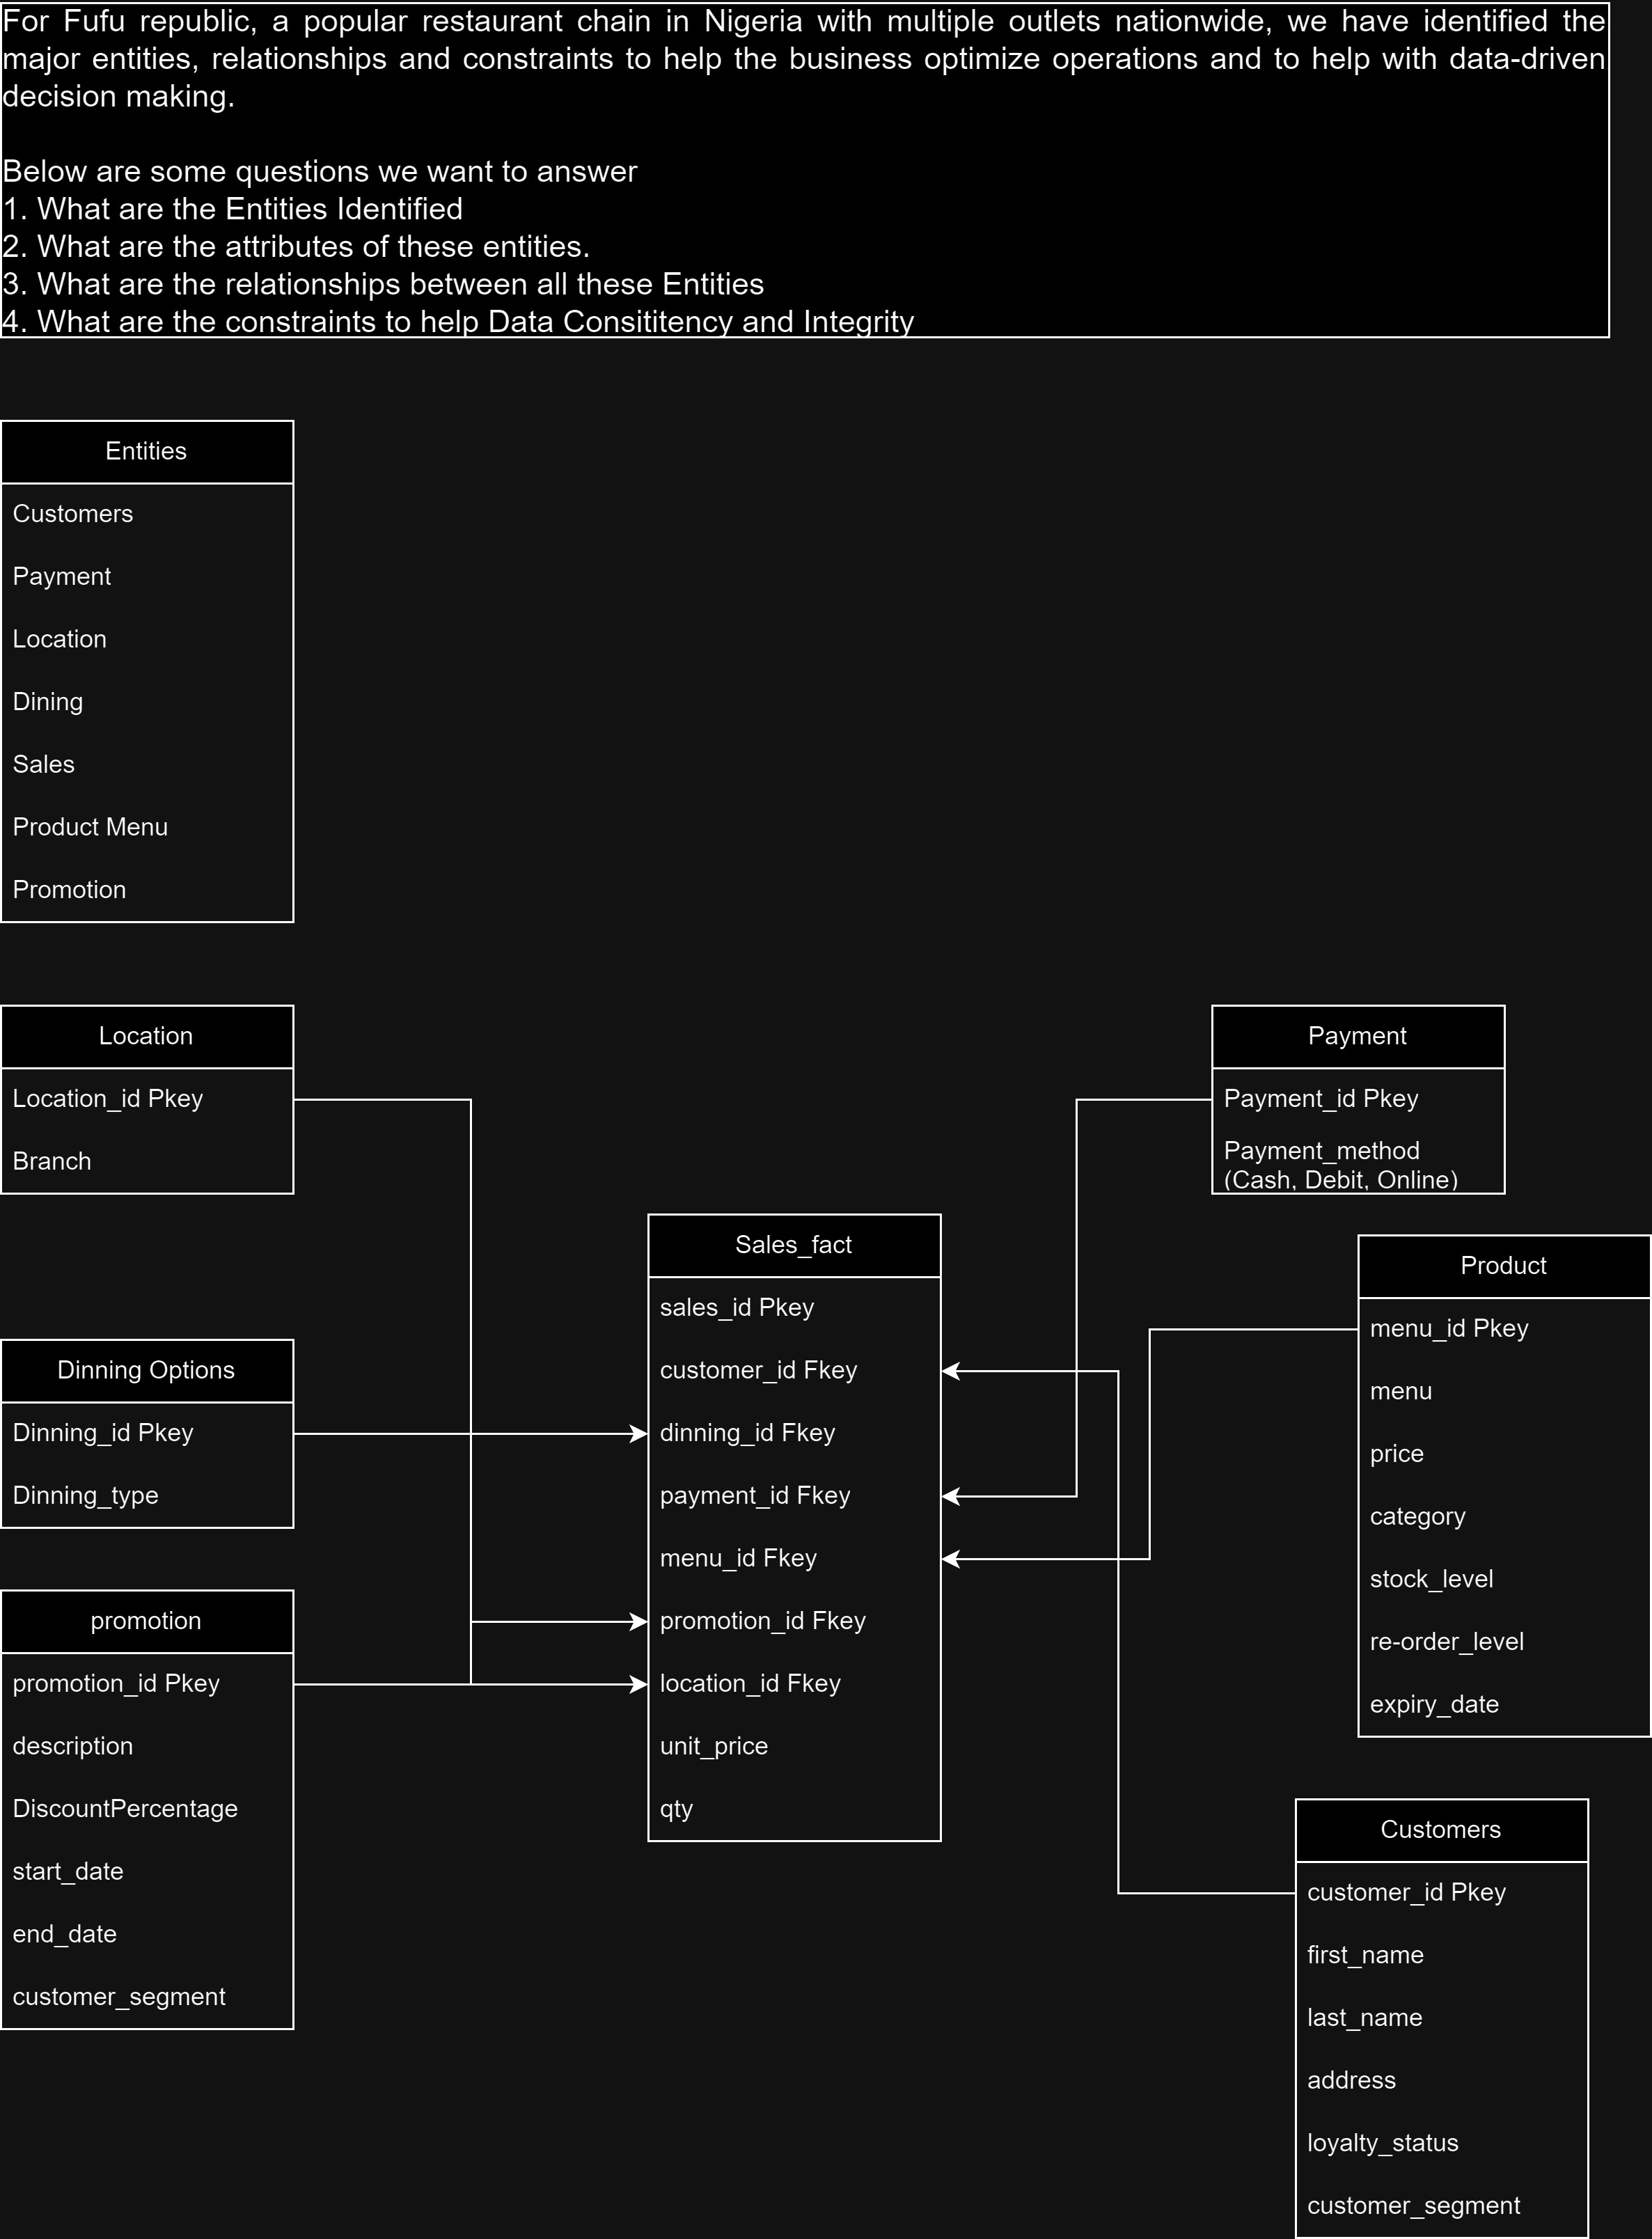 For Fufu republic, a popular restaurant chain in Nigeria with multiple outlets nationwide, we have identified the
major entities, relationships and constraints to help the business optimize operations and to help with data-driven
decision making.
Below are some questions we want to answer
1. What are the Entities Identified
2. What are the attributes of these entities.
3. What are the relationships between all these Entities
4. What are the constraints to help Data Consititency and Integrity
Entities
Customers
Payment
Location
Dining
Sales
Product Menu
Promotion
Location
Location_id Pkey
Branch
Payment
Payment_id Pkey
Payment_method
(Cash, Debit, Online)
Sales_fact
sales_id Pkey
customer_id Fkey
dinning_id Fkey
payment_id Fkey
menu_id Fkey
promotion_id Fkey
location_id Fkey
unit_price
qty
Product
menu_id Pkey
menu
price
category
stock_level
re-order_level
expiry_date
Dinning Options
Dinning_id Pkey
Dinning_type
promotion
promotion_id Pkey
description
DiscountPercentage
start_date
end_date
customer_segment
Customers
customer_id Pkey
first_name
last_name
address
loyalty_status
customer_segment